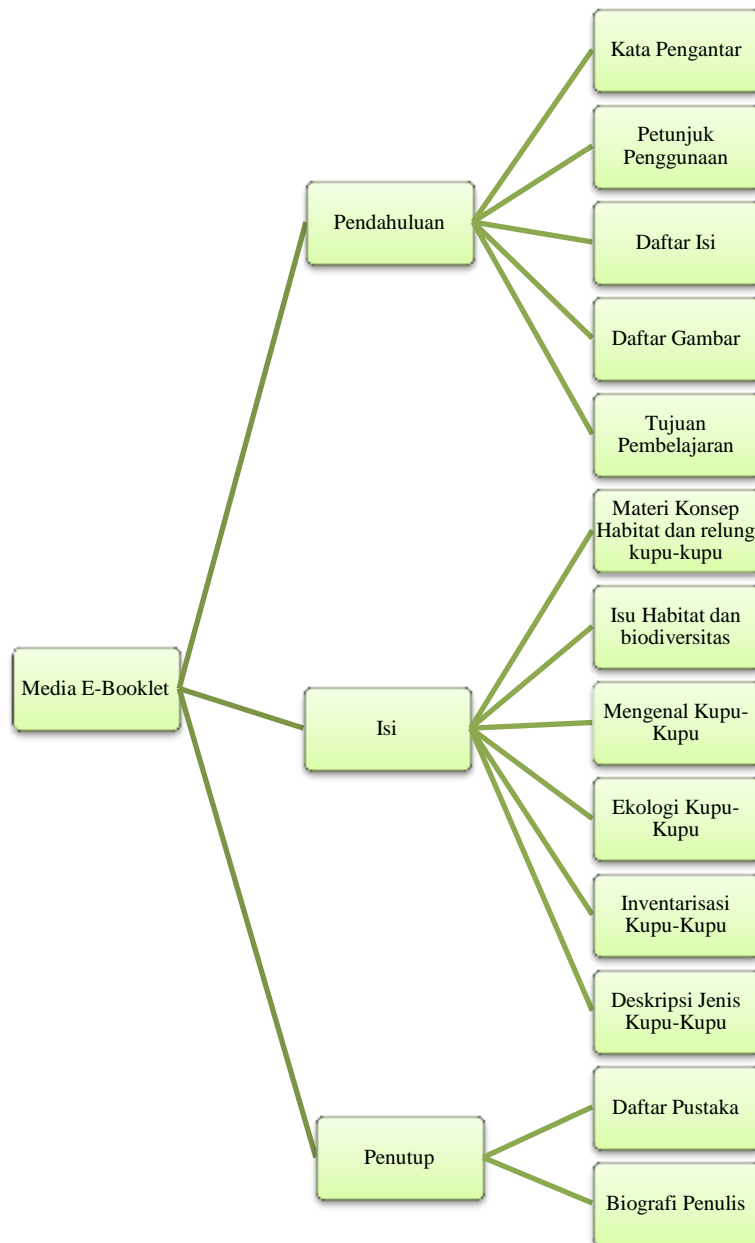 Media E-Booklet
Pendahuluan
Kata Pengantar
Petunjuk
Penggunaan
Daftar Isi
Daftar Gambar
Tujuan
Pembelajaran
Isi
Materi Konsep
Habitat dan relung
kupu-kupu
Isu Habitat dan
biodiversitas
Mengenal Kupu-
Kupu
Ekologi Kupu-
Kupu
Inventarisasi
Kupu-Kupu
Deskripsi Jenis
Kupu-Kupu
Penutup
Daftar Pustaka
Biografi Penulis